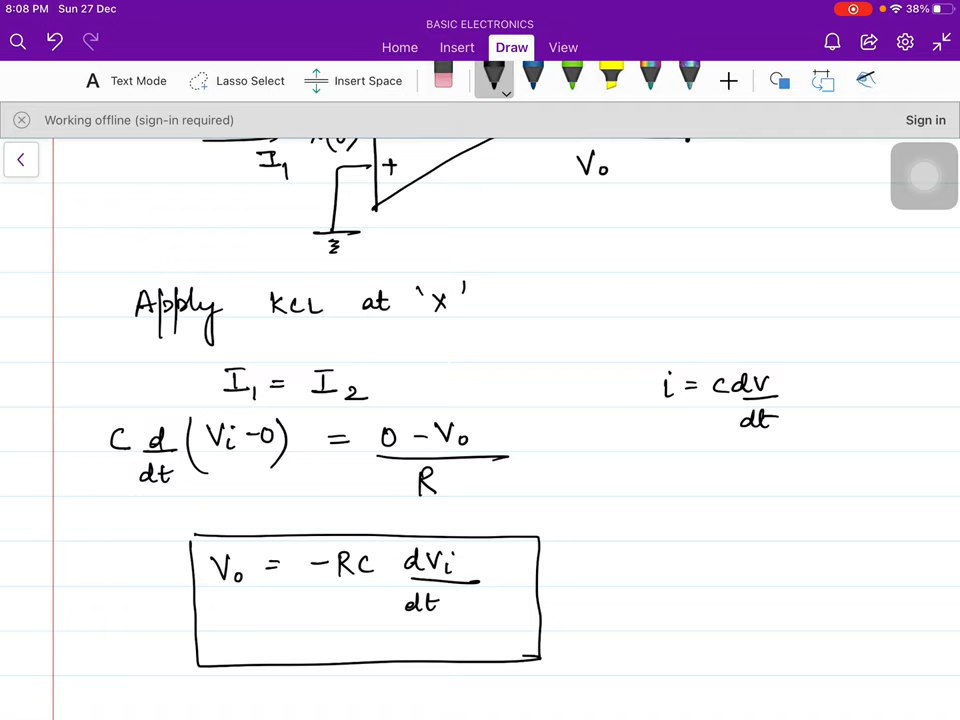 8:08 PM Sun 27 Dec
38%
BASIC ELECTRONICS
Home Insert Draw View
Text Mode Lasso Select Insert Space
Working offline (sign-in required) Sign in
I₁ + V₀
Apply KCL at 'x'
I₁ = I₂
i = c dv/dt
C d/dt (Vi-0) = 0 - V₀ / R
V₀ = -RC dVi/dt